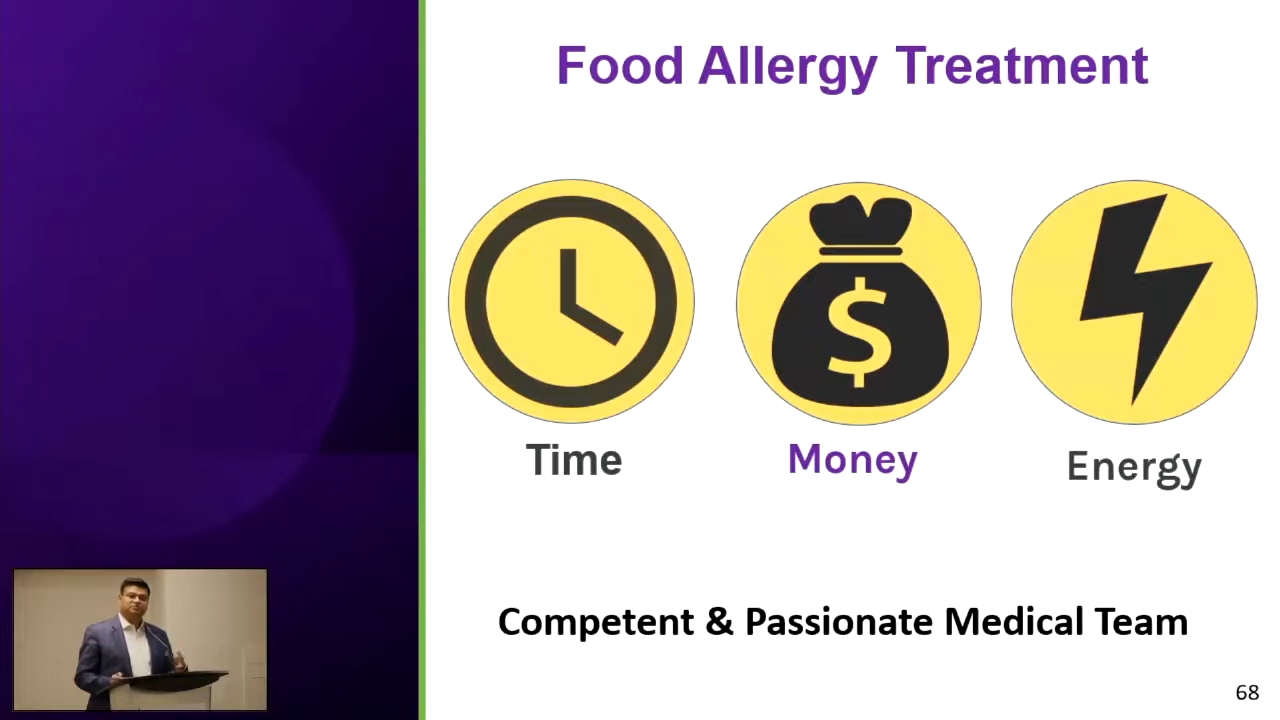 Food Allergy Treatment
$
Time
Money
Energy
Competent & Passionate Medical Team
68